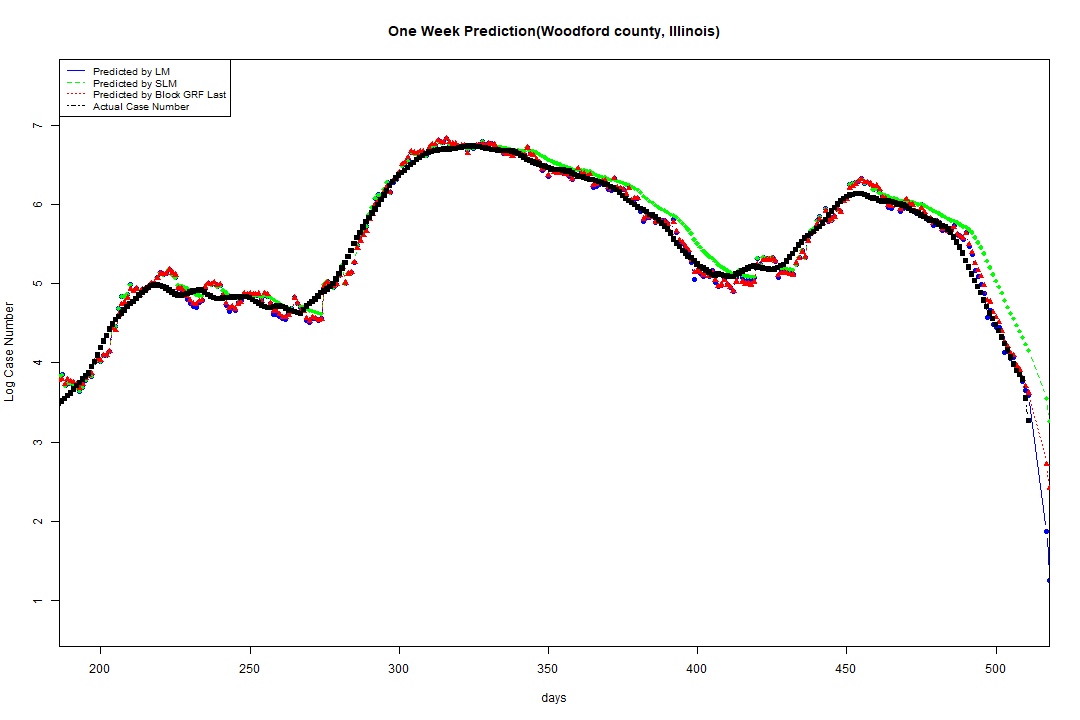 One Week Prediction(Woodford county, Illinois)
Predicted by LM
Predicted by SLM
Predicted by Block GRF Last
Actual Case Number
7
6
5
4
3
2
1
Log Case Number
200 250 300 350 400 450 500
days